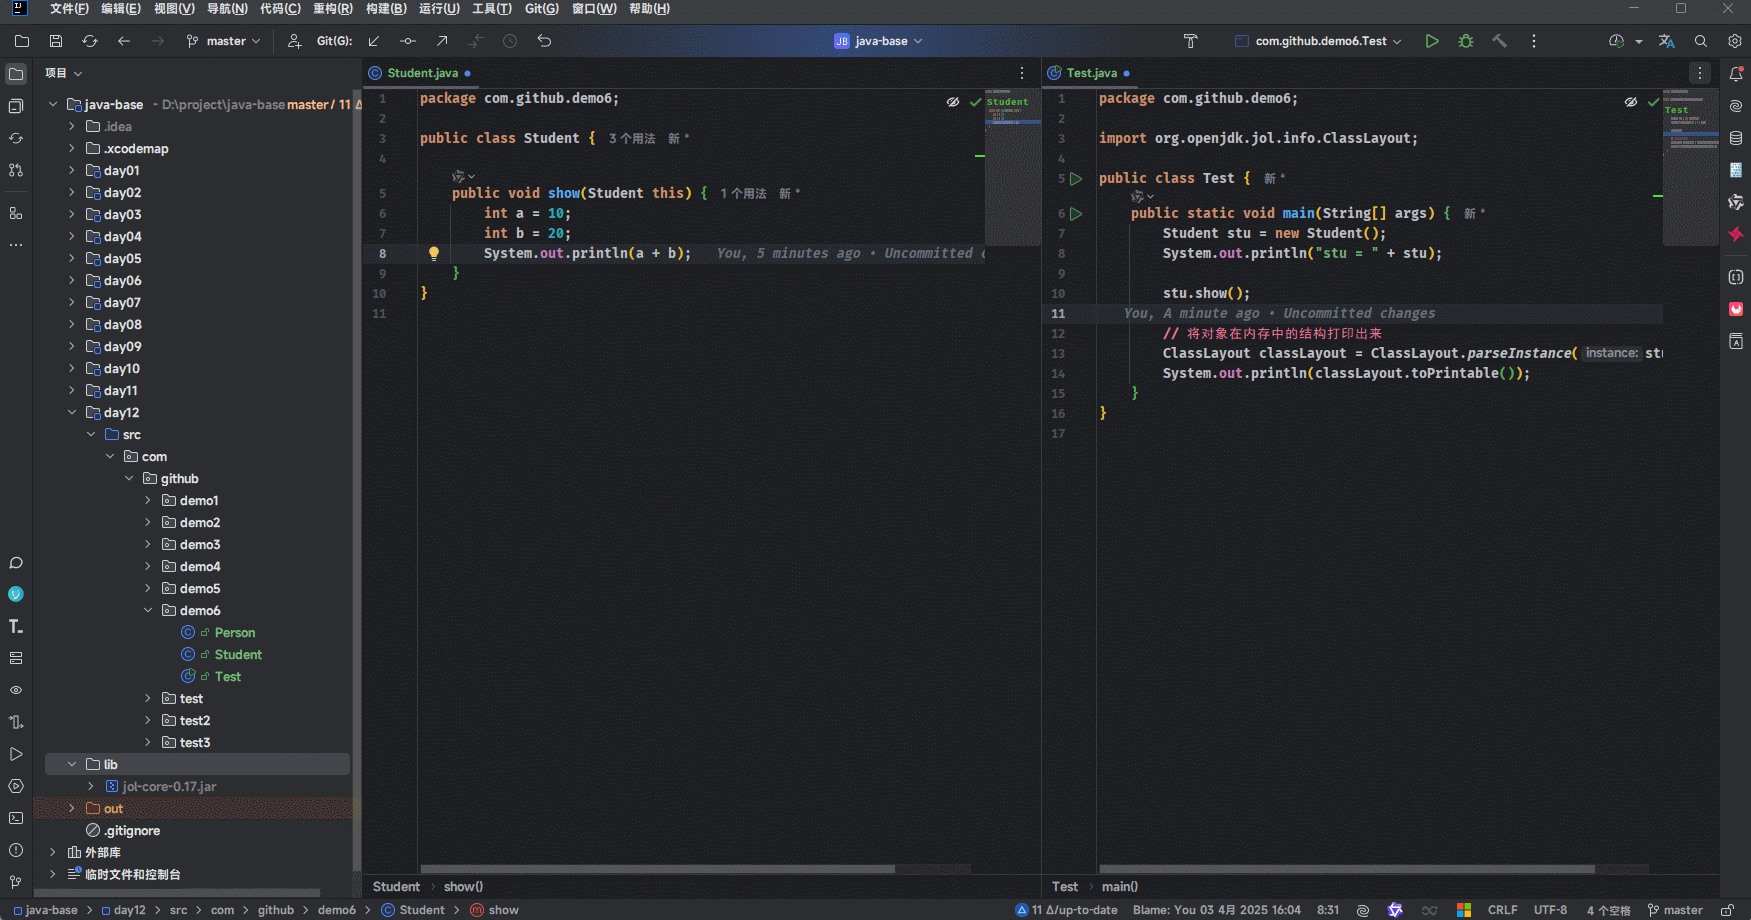 文件(F) 编辑(E) 视图(V) 导航(N) 代码(C) 重构(R) 构建(B) 运行(U) 工具(T) Git(G) 窗口(W) 帮助(H)
master Git(G): JB java-base com.github.demo6.Test
项目
java-base - D:\project\java-base master / 11 Δ
.idea
.xcodemap
day01
day02
day03
day04
day05
day06
day07
day08
day09
day10
day11
day12
src
com
github
demo1
demo2
demo3
demo4
demo5
demo6
Person
Student
Test
test
test2
test3
lib
jol-core-0.17.jar
out
.gitignore
外部库
临时文件和控制台
Student.java
1 package com.github.demo6;
2
3 public class Student { 3 个用法 新 *
4
5 public void show(Student this) { 1 个用法 新 *
6 int a = 10;
7 int b = 20;
8 System.out.println(a + b); You, 5 minutes ago • Uncommitted c
9 }
10 }
11
Student
Student › show()
Test.java
1 package com.github.demo6;
2
3 import org.openjdk.jol.info.ClassLayout;
4
5 public class Test { 新 *
6 public static void main(String[] args) { 新 *
7 Student stu = new Student();
8 System.out.println("stu = " + stu);
9
10 stu.show();
11 You, A minute ago • Uncommitted changes
12 // 将对象在内存中的结构打印出来
13 ClassLayout classLayout = ClassLayout.parseInstance( instance: st
14 System.out.println(classLayout.toPrintable());
15 }
16 }
17
Test
Test › main()
java-base > day12 > src > com > github > demo6 > Student > show 11 Δ/up-to-date Blame: You 03 4月 2025 16:04 8:31 CRLF UTF-8 4 个空格 master